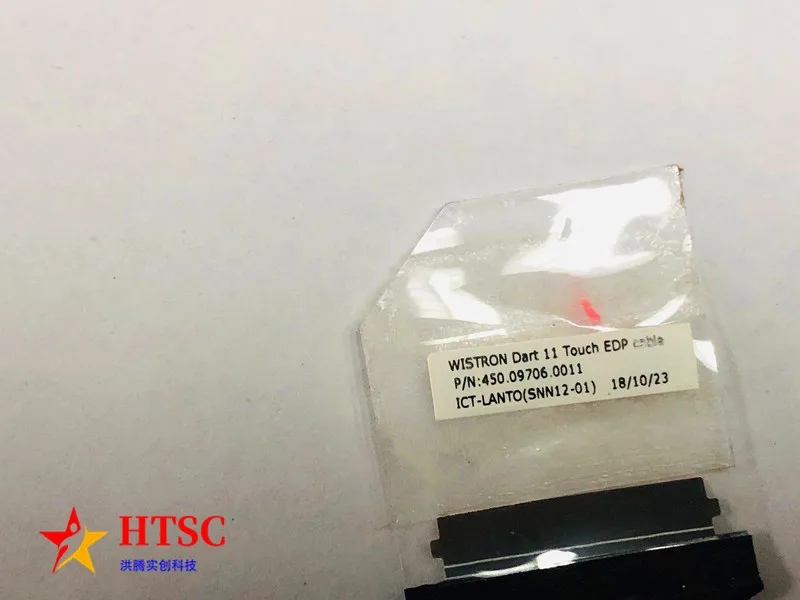 WISTRON Dart 11 Touch EDP cable
P/N:450.09706.0011
ICT-LANTO(SNN12-01) 18/10/23
HTSC
洪腾实创科技